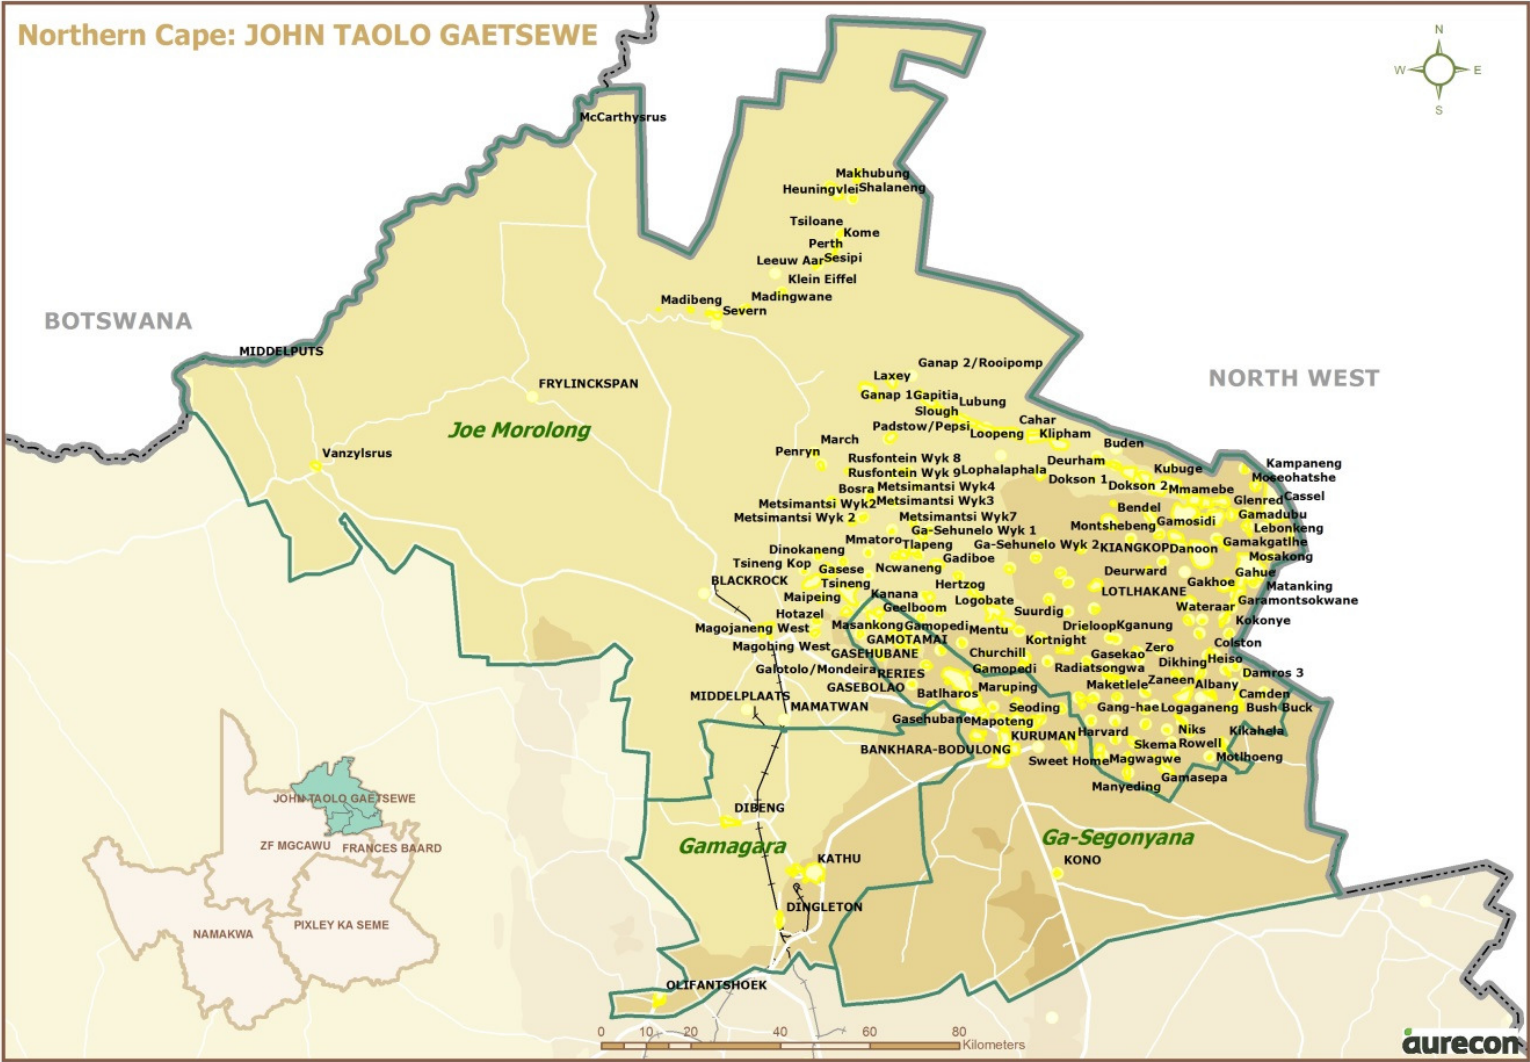 Northern Cape: JOHN TAOLO GAETSEWE
N
W E
S
McCarthysrus
Makhubung
Heuningvlei Shalaneng
Tsiloane
Kome
Perth
Leeuw Aar Sesipi
Klein Eiffel
Madingwane
Madibeng
Severn
BOTSWANA
MIDDELPUTS
NORTH WEST
Ganap 2/Rooipomp
Laxey
FRYLINCKSPAN
Ganap 1 Gapitia
Lubung
Slough
Cahar
Padstow/Pepsi
Joe Morolong
Loopeng Klipham
March
Buden
Penryn
Vanzylsrus
Rusfontein Wyk 8
Deurham
Kampaneng
Rusfontein Wyk 9 Lophalaphala
Kubuge
Moseohatshe
Dokson 1
Dokson 2
Bosra Metsimantsi Wyk4
Mmamebe
Cassel
Metsimantsi Wyk2 Metsimantsi Wyk3
Glenred
Bendel
Metsimantsi Wyk 2
Metsimantsi Wyk7
Gamadubu
Montshebeng Gamosidi
Lebonkeng
Ga-Sehunelo Wyk 1
Mmatoro
Tlapeng
Ga-Sehunelo Wyk 2 KIANGKOP Danoon
Gamakgatlhe
Dinokaneng
Mosakong
Gadiboe
Tsineng Kop
Gasese
Ncwaneng
Deurward
Gahue
BLACKROCK
Tsineng
Hertzog
Gakhoe
Matanking
LOTLHAKANE
Maipeing
Kanana
Logobate
Garamontsokwane
Geelboom
Suurdig
Wateraar
Hotazel
Kokonye
Magojaneng West
Masankong Gamopedi Mentu
Drieloop Kganung
GAMOTAMAI
Kortnight
Colston
Magobing West
GASEHUBANE
Churchill
Gasekao
Zero
Heiso
Galotolo/Mondeira RERIES
Gamopedi
Radiatsongwa
Dikhing
Damros 3
GASEBOLAO
Maruping
Maketlele
Zaneen Albany
MIDDELPLAATS
Batlharos
Camden
MAMATWAN
Seoding
Gang-hae Logaganeng
Bush Buck
Gasehubane Mapoteng
Harvard
Niks
Kikahela
KURUMAN
BANKHARA-BODULONG
Skema Rowell
Sweet Home Magwagwe
Motlhoeng
Gamasepa
Manyeding
DIBENG
JOHN TAOLO GAETSEWE
Gamagara
Ga-Segonyana
ZF MGCAWU FRANCES BAARD
KATHU
KONO
DINGLETON
NAMAKWA
PIXLEY KA SEME
OLIFANTSHOEK
0 10 20 40 60 80
Kilometers
aurecon